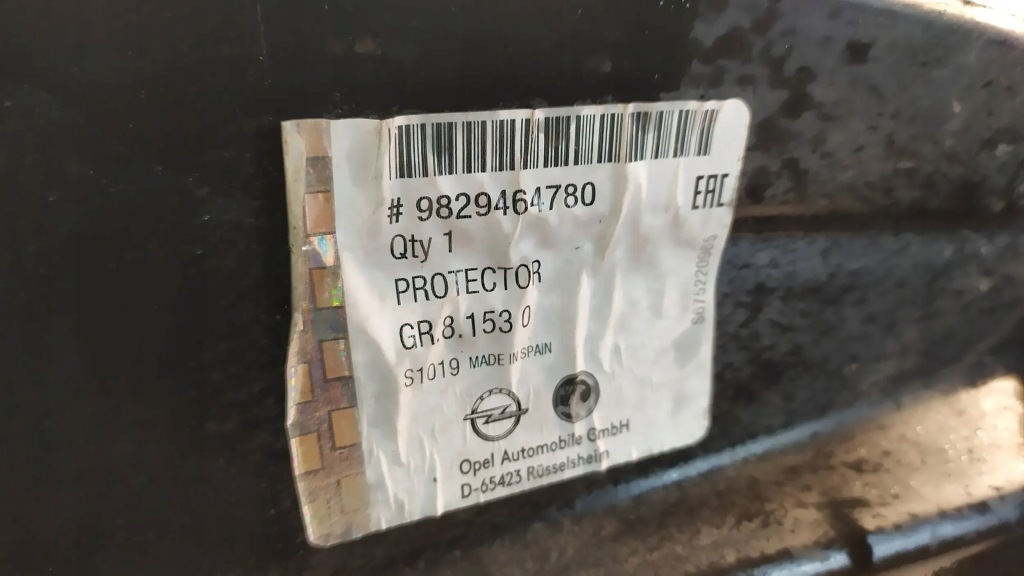 # 9829464780
EAC
Qty 1
PROTECTOR
GR.8.153 0
S1019 MADE IN SPAIN
Opel Automobile GmbH
D-65423 Rüsselsheim